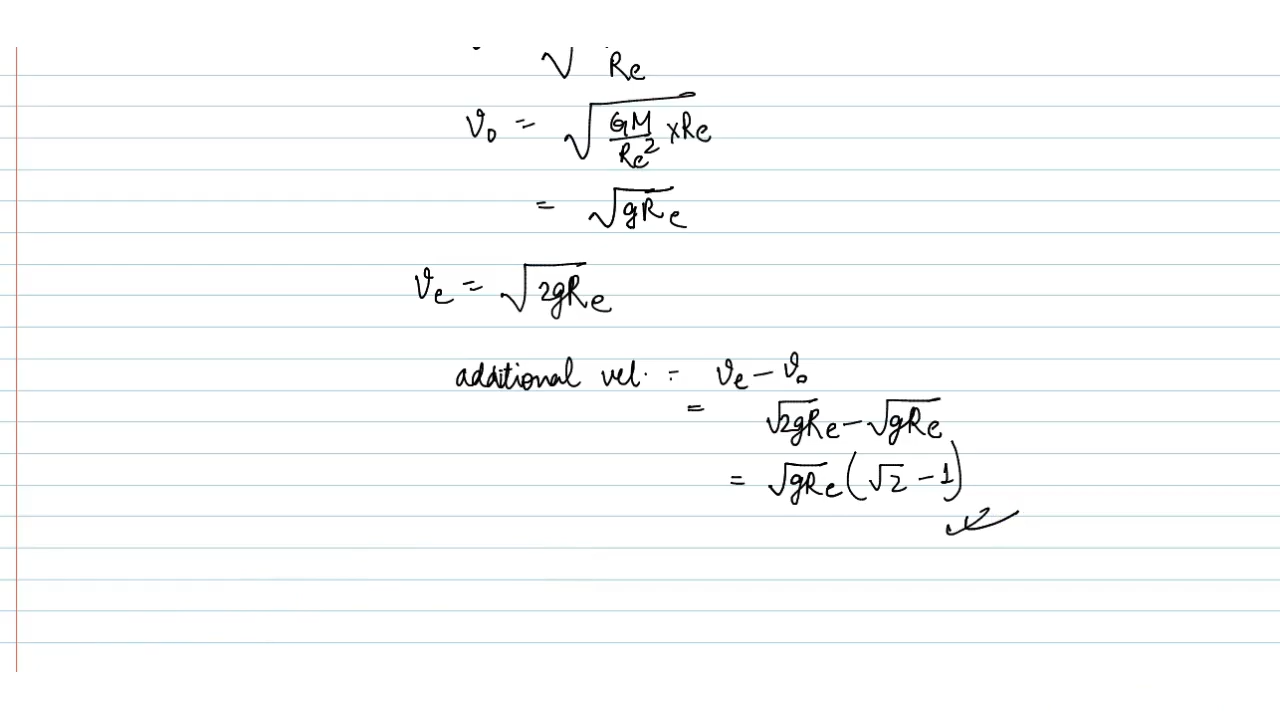 √ Re
v₀ = √(GM/Re² × Re)
= √gRe
vₑ = √2gRe
additional vel. = vₑ − v₀
= √2gRe − √gRe
= √gRe (√2 − 1)